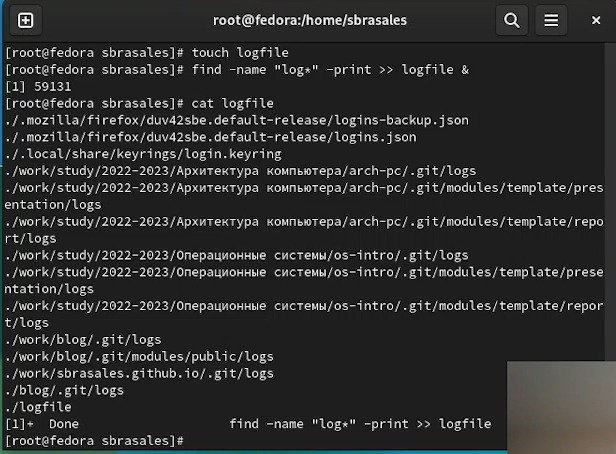 root@fedora:/home/sbrasales
[root@fedora sbrasales]# touch logfile
[root@fedora sbrasales]# find -name "log*" -print >> logfile &
[1] 59131
[root@fedora sbrasales]# cat logfile
./.mozilla/firefox/duv42sbe.default-release/logins-backup.json
./.mozilla/firefox/duv42sbe.default-release/logins.json
./.local/share/keyrings/login.keyring
./work/study/2022-2023/Архитектура компьютера/arch-pc/.git/logs
./work/study/2022-2023/Архитектура компьютера/arch-pc/.git/modules/template/pres
entation/logs
./work/study/2022-2023/Архитектура компьютера/arch-pc/.git/modules/template/repo
rt/logs
./work/study/2022-2023/Операционные системы/os-intro/.git/logs
./work/study/2022-2023/Операционные системы/os-intro/.git/modules/template/prese
ntation/logs
./work/study/2022-2023/Операционные системы/os-intro/.git/modules/template/repor
t/logs
./work/blog/.git/logs
./work/blog/.git/modules/public/logs
./work/sbrasales.github.io/.git/logs
./blog/.git/logs
./logfile
[1]+  Done                    find -name "log*" -print >> logfile
[root@fedora sbrasales]#